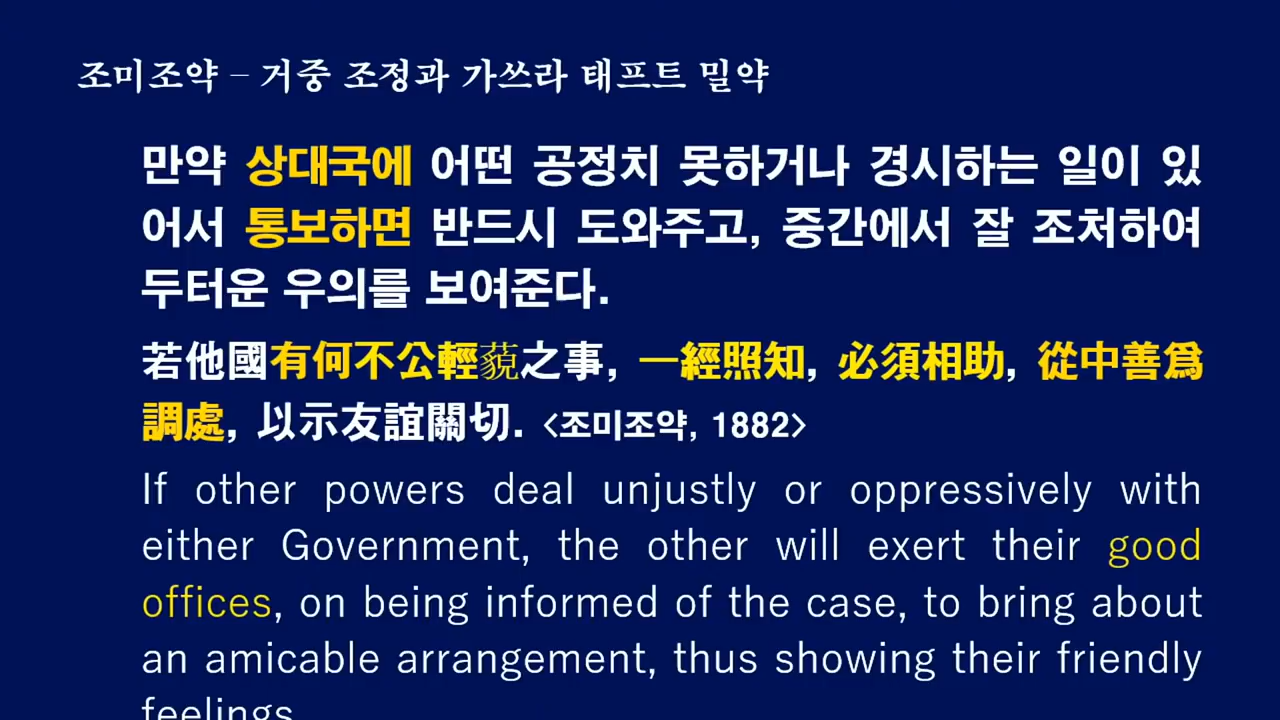 조미조약 – 거중 조정과 가쓰라 태프트 밀약
만약 상대국에 어떤 공정치 못하거나 경시하는 일이 있
어서 통보하면 반드시 도와주고, 중간에서 잘 조처하여
두터운 우의를 보여준다.
若他國有何不公輕藐之事, 一經照知, 必須相助, 從中善爲
調處, 以示友誼關切. <조미조약, 1882>
If other powers deal unjustly or oppressively with
either Government, the other will exert their good
offices, on being informed of the case, to bring about
an amicable arrangement, thus showing their friendly
feelings